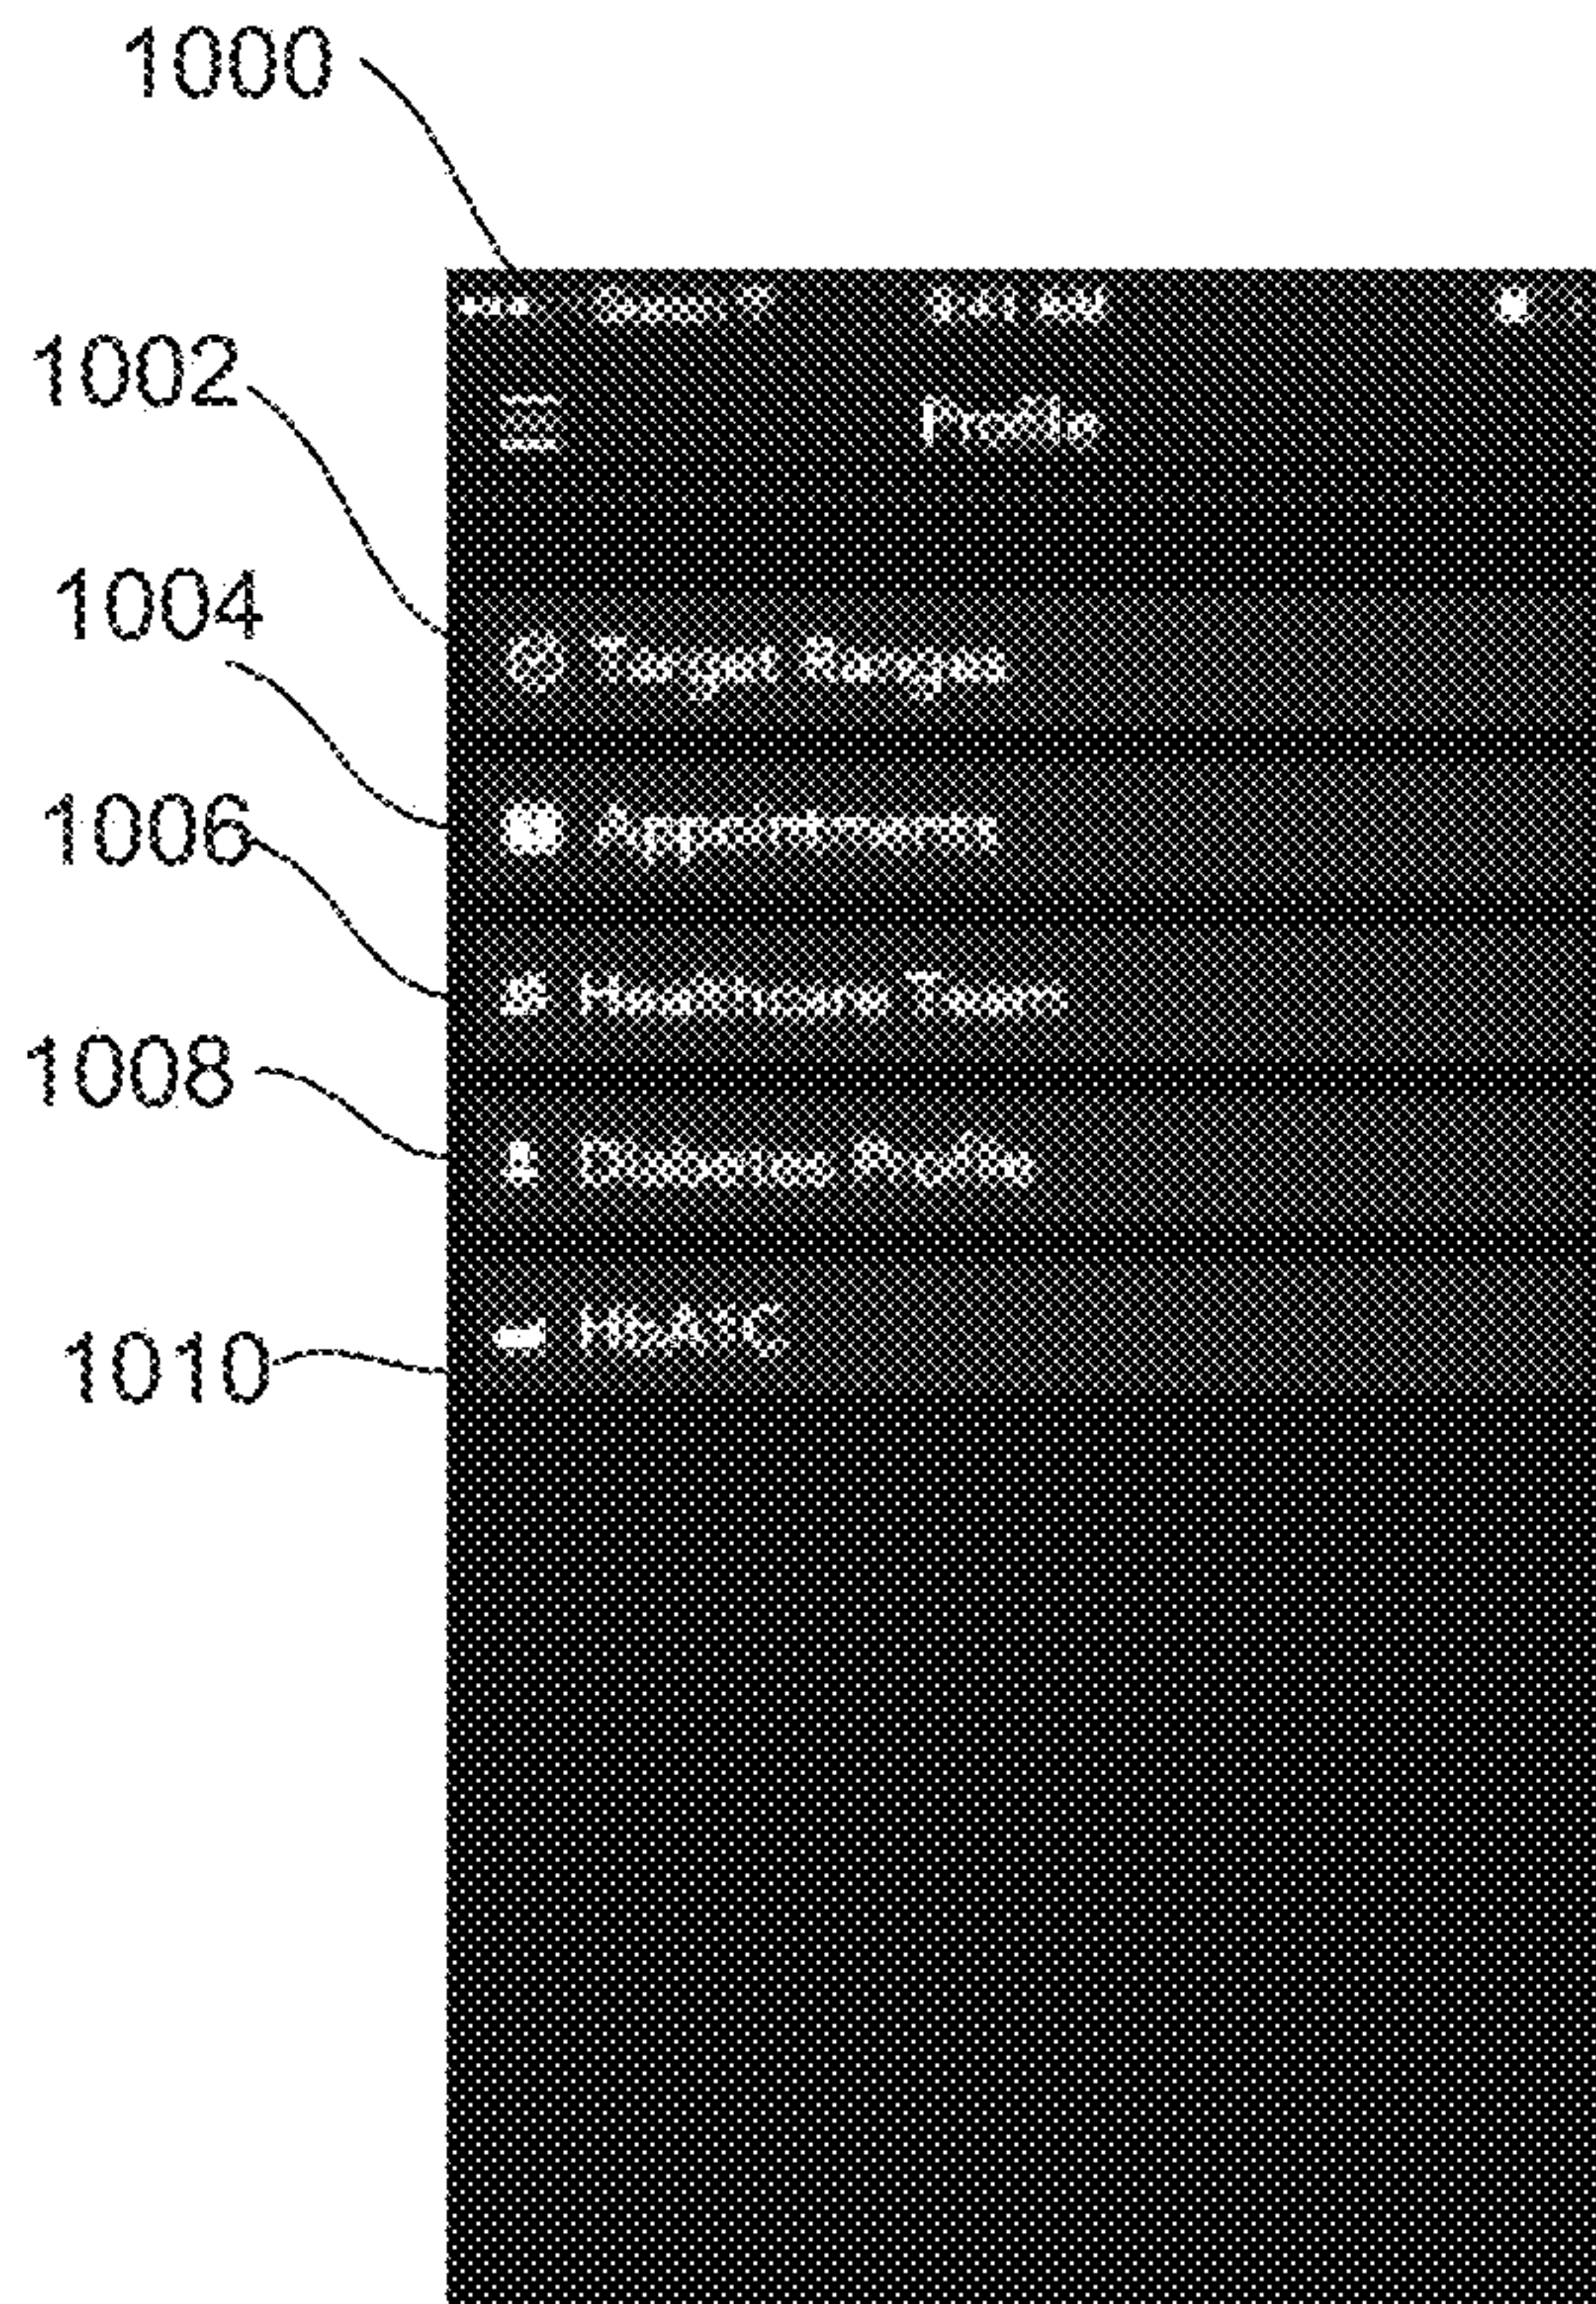 1000
1002
Profile
1004
Target Ranges
1006
Appointments
Healthcare Team
1008
Diabetes Profile
1010
HbA1C